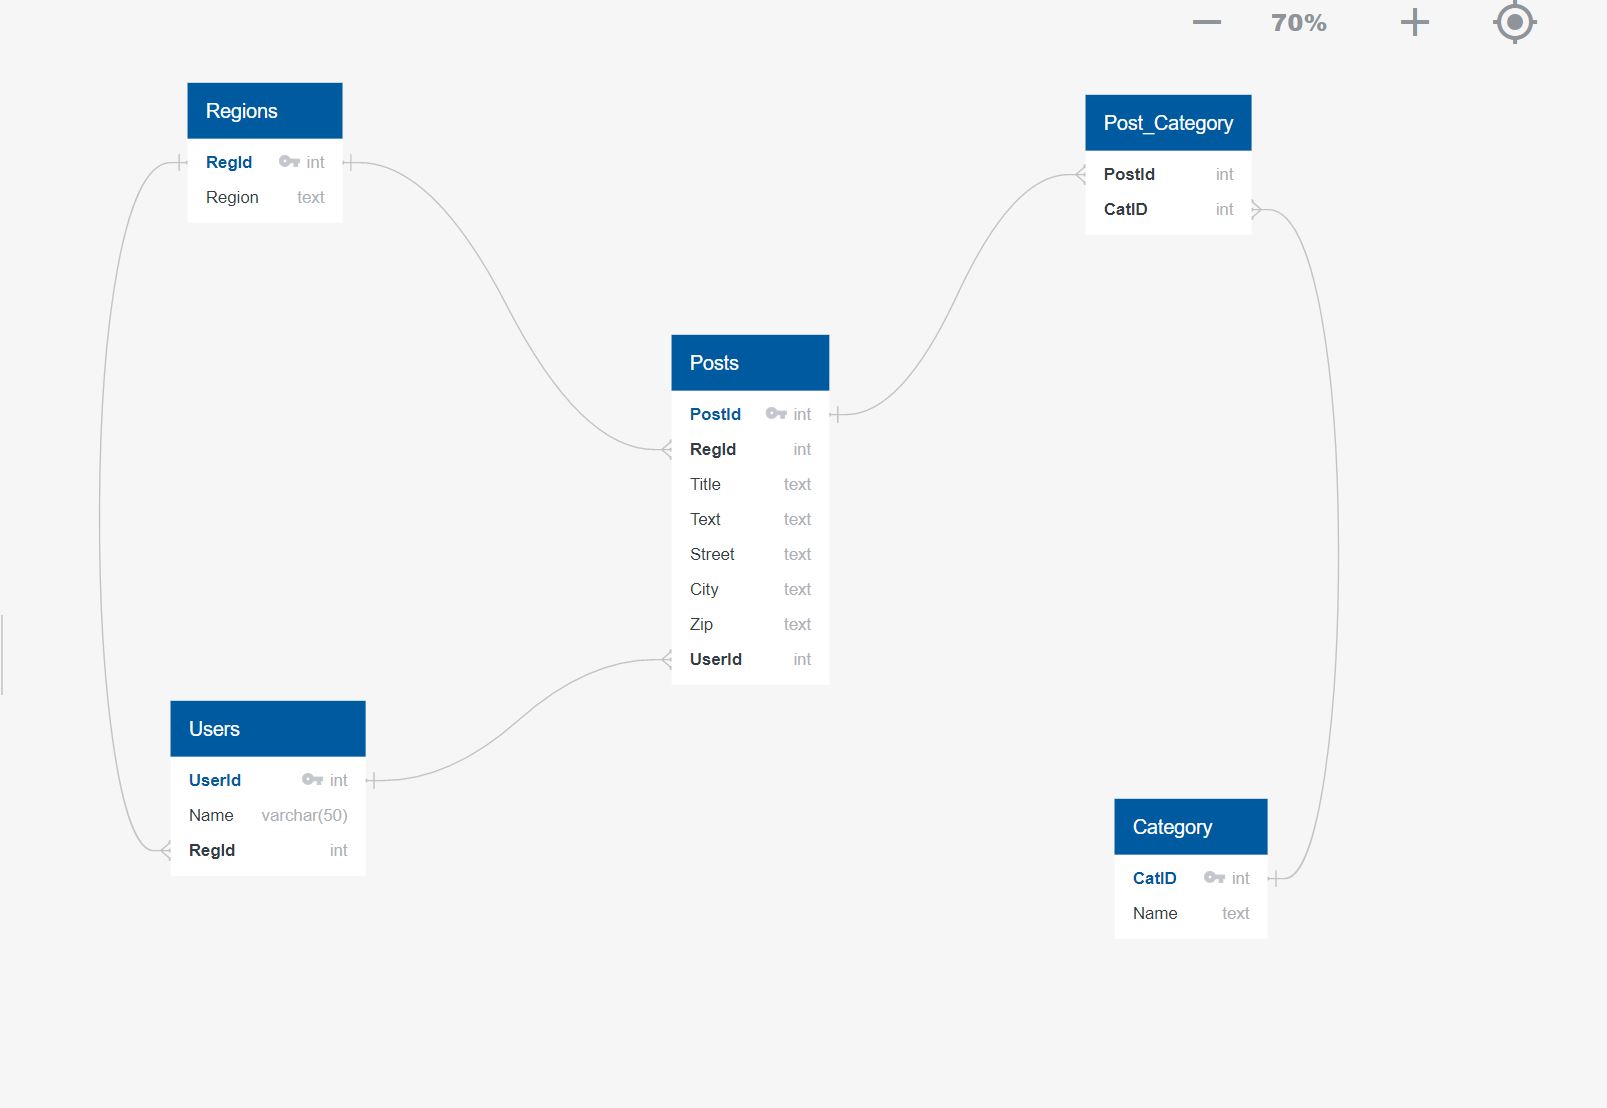 70%
Regions
RegId int
Region text
Post_Category
PostId int
CatID int
Posts
PostId int
RegId int
Title text
Text text
Street text
City text
Zip text
UserId int
Users
UserId int
Name varchar(50)
RegId int
Category
CatID int
Name text